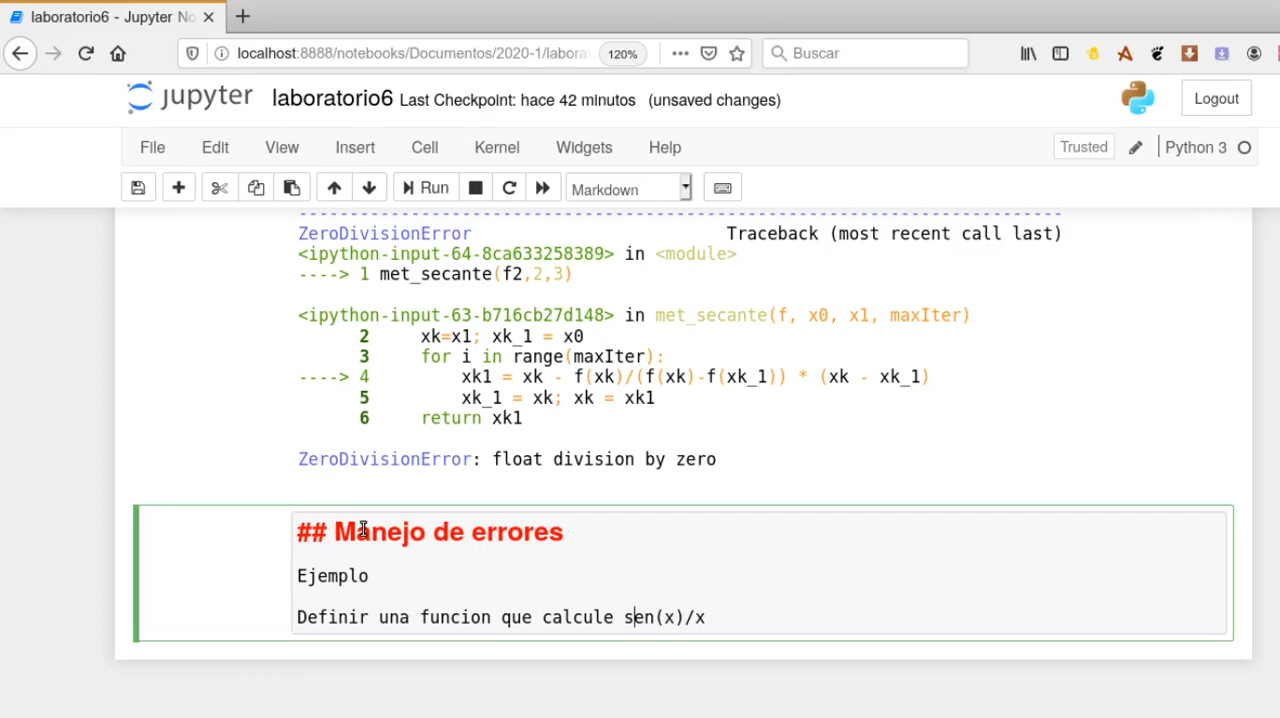 laboratorio6 - Jupyter No
localhost:8888/notebooks/Documentos/2020-1/labora
120%
Buscar
jupyter
laboratorio6 Last Checkpoint: hace 42 minutos (unsaved changes)
Logout
File Edit View Insert Cell Kernel Widgets Help
Trusted
Python 3
Run
Markdown
---------------------------------------------------------------------------
ZeroDivisionError Traceback (most recent call last)
<ipython-input-64-8ca633258389> in <module>
----> 1 met_secante(f2,2,3)
<ipython-input-63-b716cb27d148> in met_secante(f, x0, x1, maxIter)
2 xk=x1; xk_1 = x0
3 for i in range(maxIter):
----> 4 xk1 = xk - f(xk)/(f(xk)-f(xk_1)) * (xk - xk_1)
5 xk_1 = xk; xk = xk1
6 return xk1
ZeroDivisionError: float division by zero
## Manejo de errores
Ejemplo
Definir una funcion que calcule sen(x)/x